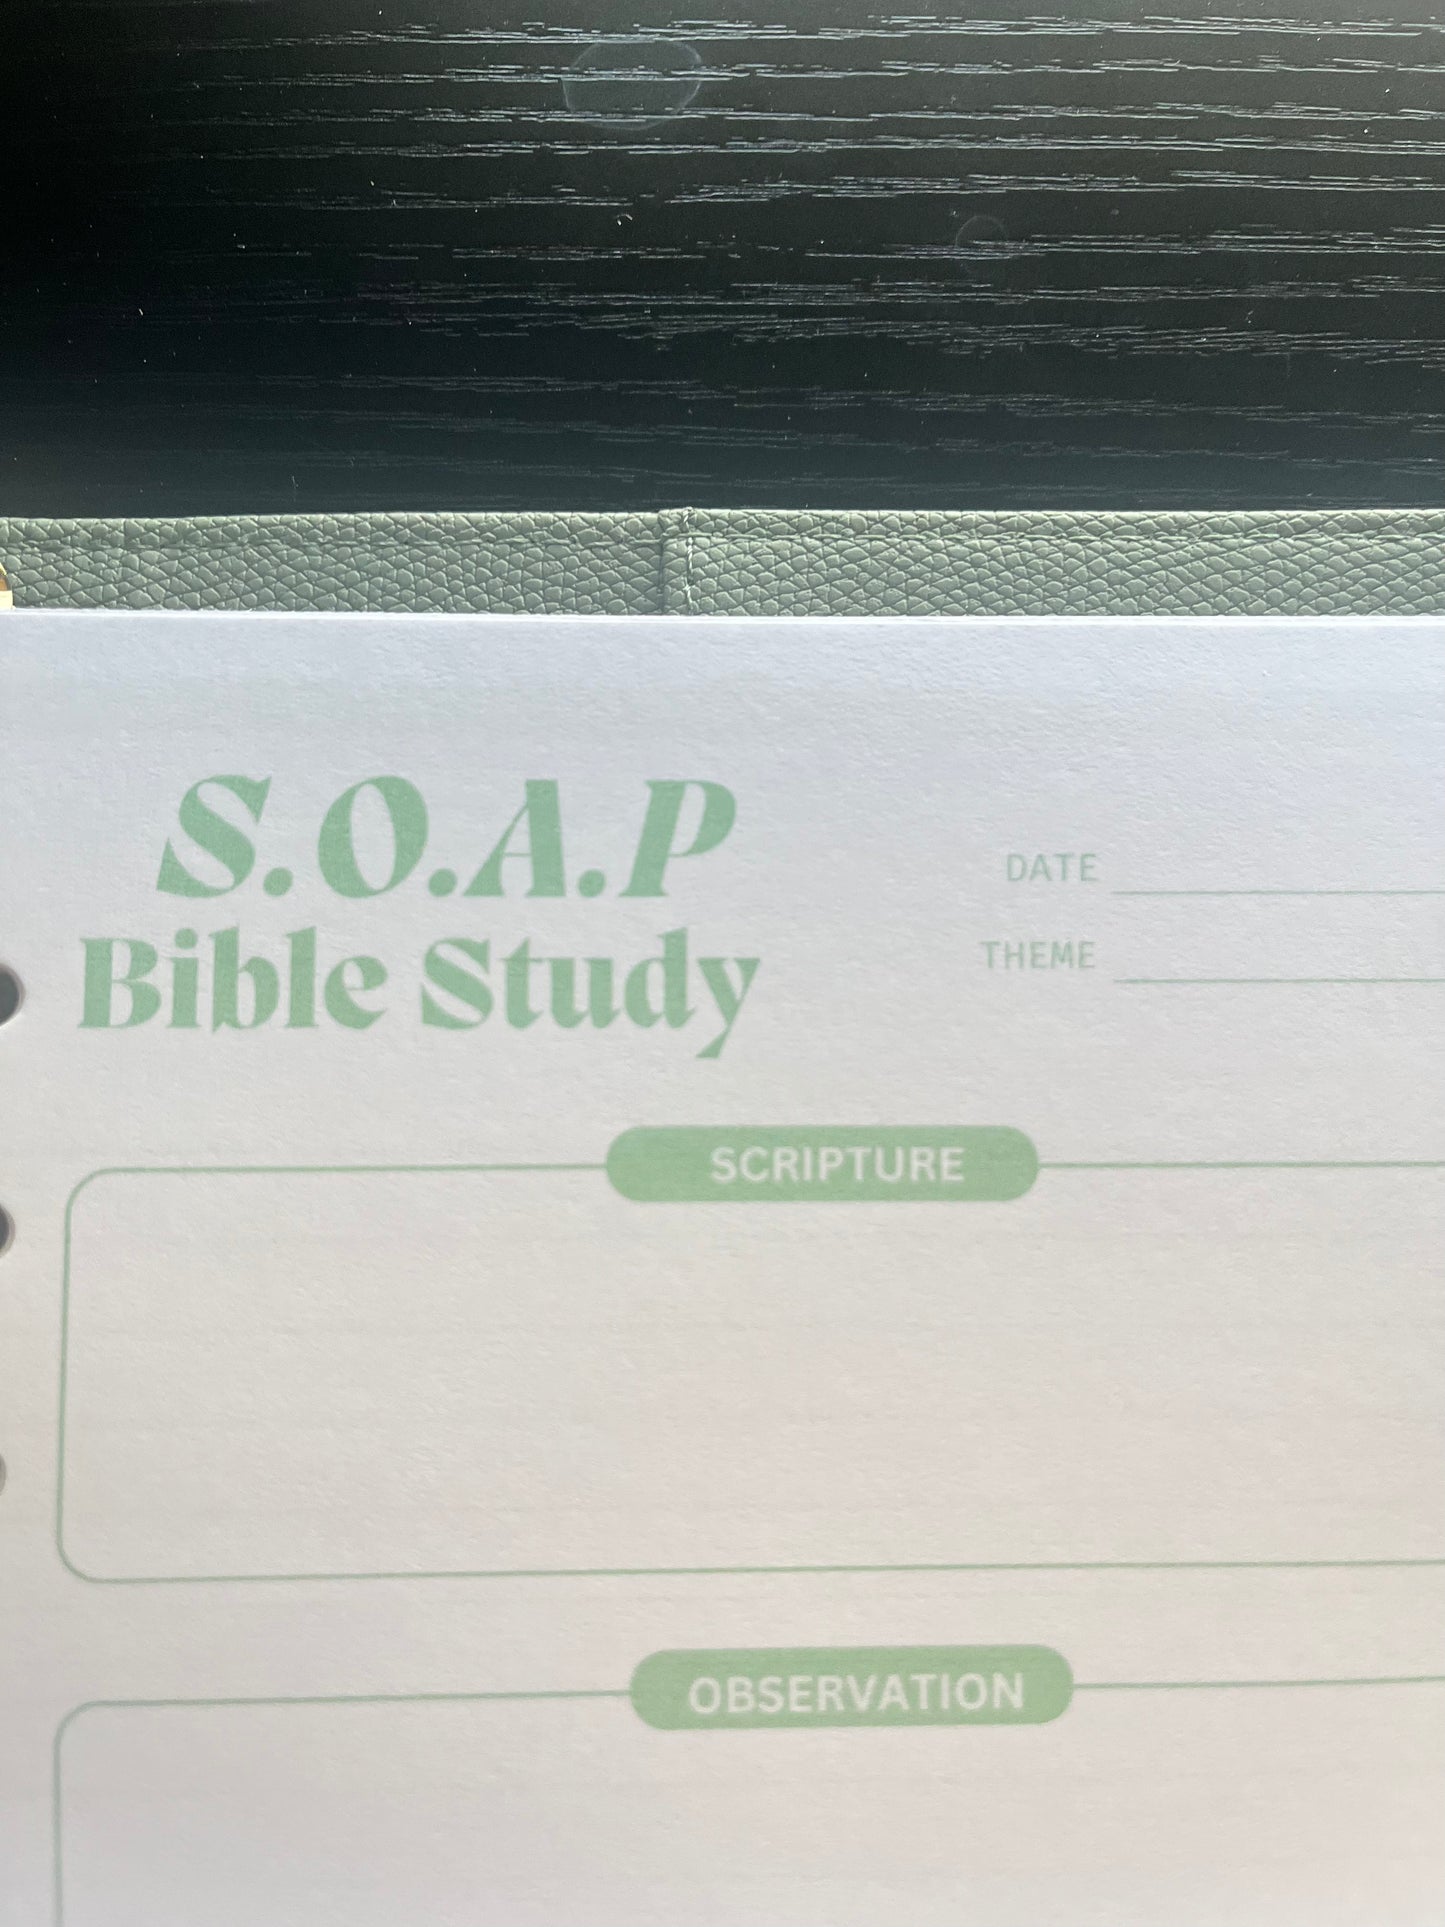 S.O.A.P
Bible Study
DATE
THEME
SCRIPTURE
OBSERVATION